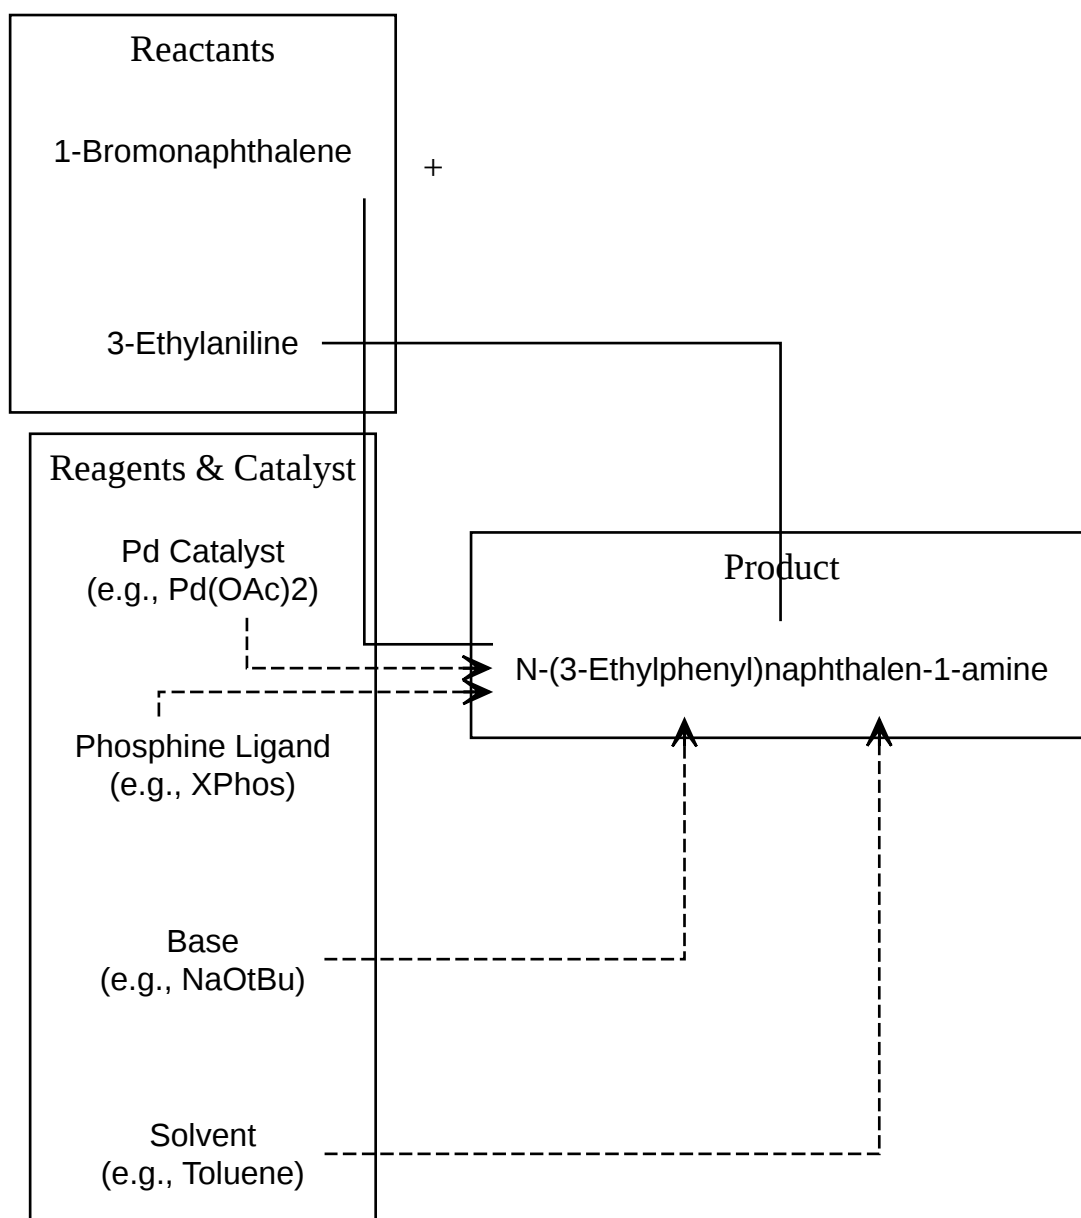 Reactants
1-Bromonaphthalene
+
3-Ethylaniline
Reagents & Catalyst
Pd Catalyst
(e.g., Pd(OAc)2)
Phosphine Ligand
(e.g., XPhos)
Base
(e.g., NaOtBu)
Solvent
(e.g., Toluene)
Product
N-(3-Ethylphenyl)naphthalen-1-amine